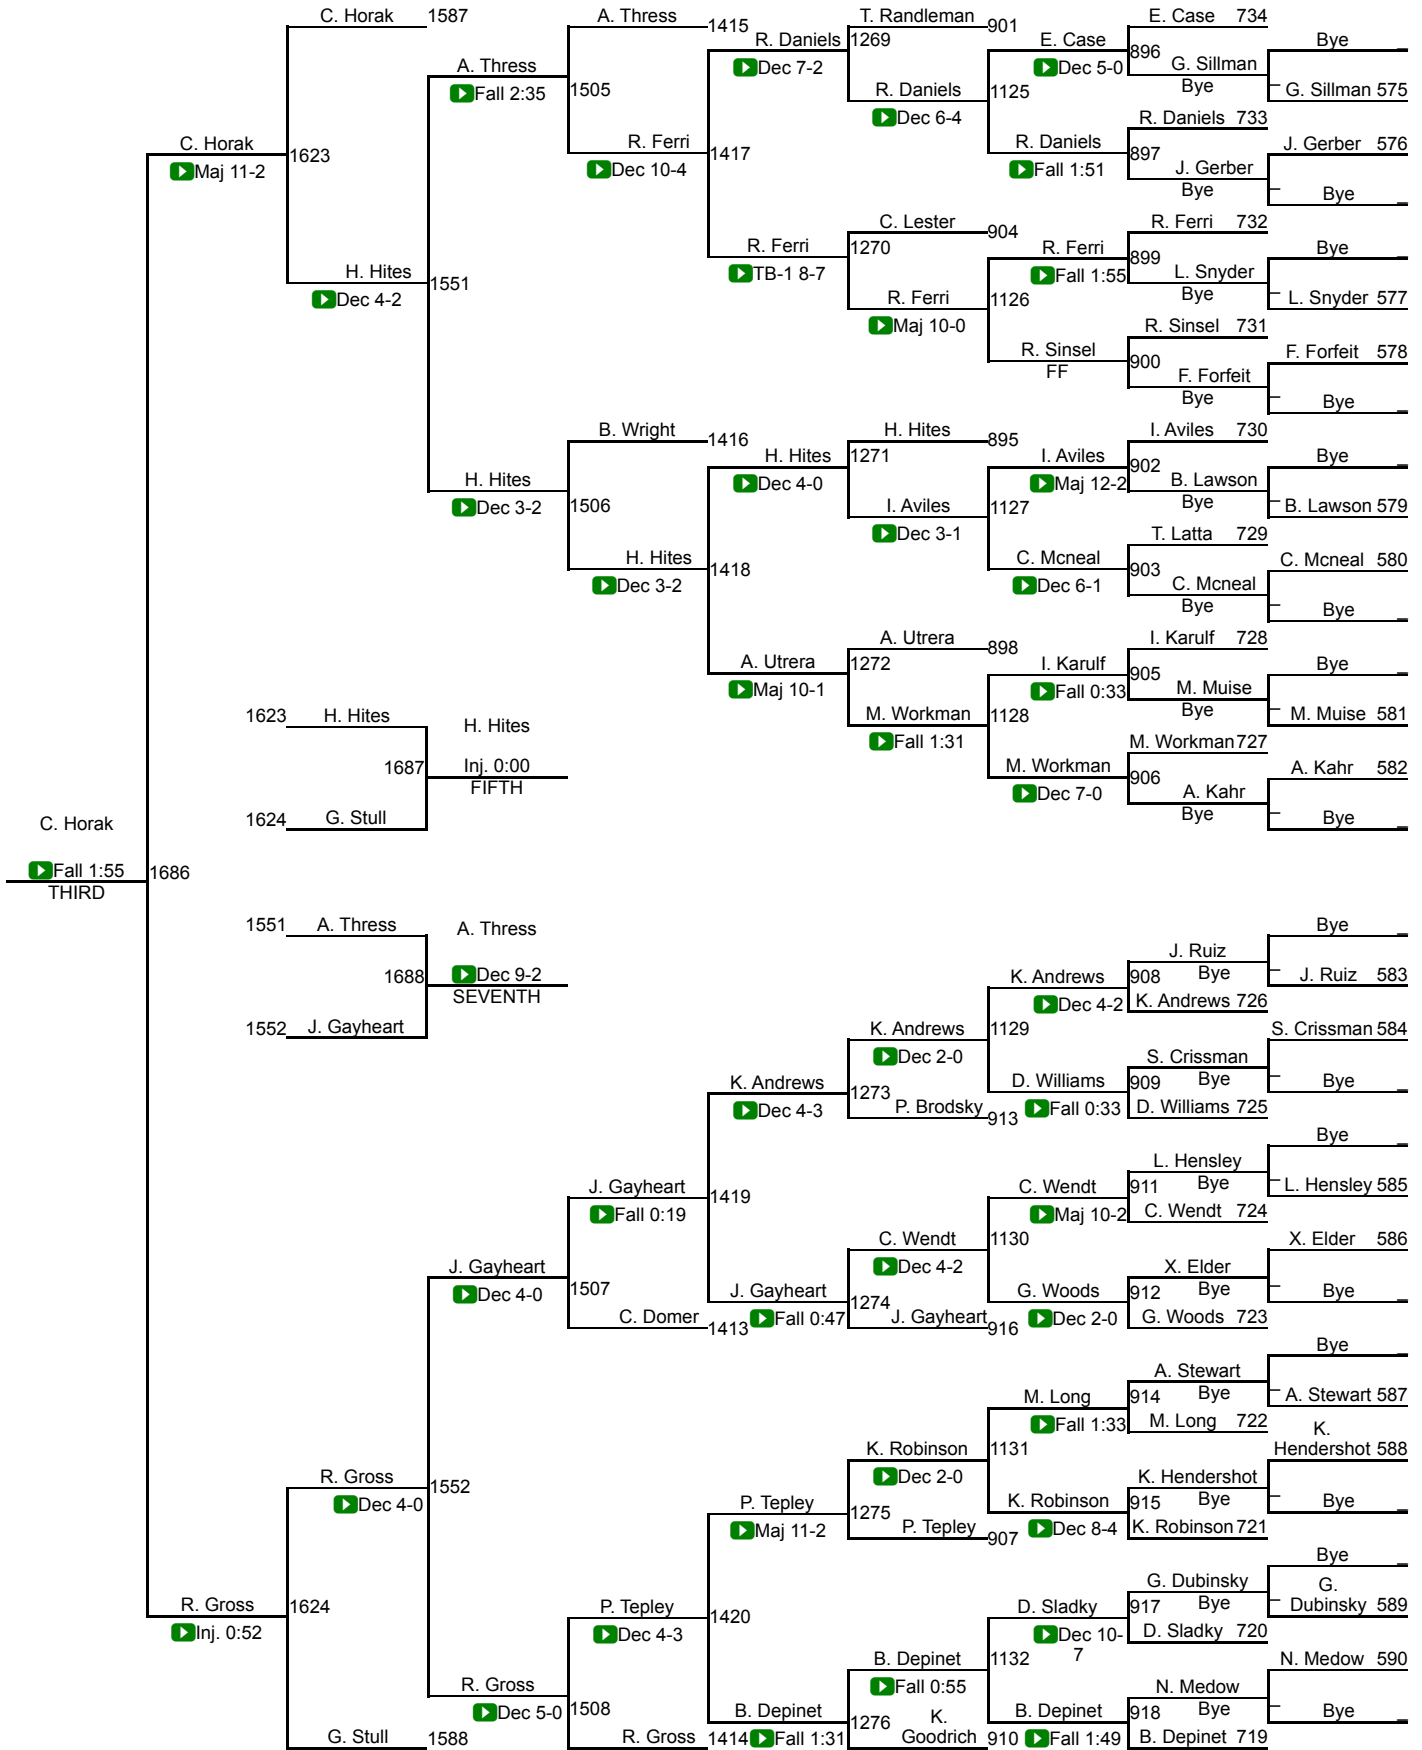 C. Horak 1587
A. Thress 1415
T. Randleman 901
E. Case 734
Bye
R. Daniels 1269
Dec 7-2
E. Case 896
Dec 5-0
G. Sillman
Bye
G. Sillman 575
A. Thress
Fall 2:35
1505
R. Daniels 1125
Dec 6-4
R. Daniels 733
J. Gerber 576
C. Horak 1623
Maj 11-2
R. Ferri 1417
Dec 10-4
R. Daniels 897
Fall 1:51
J. Gerber
Bye
Bye
C. Lester 904
R. Ferri 732
Bye
R. Ferri 1270
TB-1 8-7
R. Ferri 899
Fall 1:55
L. Snyder
Bye
L. Snyder 577
H. Hites 1551
Dec 4-2
R. Ferri 1126
Maj 10-0
R. Sinsel 731
R. Sinsel 900
FF
F. Forfeit 578
F. Forfeit
Bye
Bye
B. Wright 1416
H. Hites 895
I. Aviles 730
Bye
H. Hites 1271
Dec 4-0
I. Aviles 902
Maj 12-2
B. Lawson
Bye
B. Lawson 579
H. Hites
Dec 3-2
1506
I. Aviles 1127
Dec 3-1
T. Latta 729
H. Hites 1418
Dec 3-2
C. Mcneal 903
Dec 6-1
C. Mcneal 580
C. Mcneal
Bye
Bye
A. Utrera 898
I. Karulf 728
Bye
A. Utrera 1272
Maj 10-1
I. Karulf 905
Fall 0:33
M. Muise
Bye
M. Muise 581
1623 H. Hites
H. Hites
M. Workman 1128
Fall 1:31
M. Workman 727
1687
Inj. 0:00
FIFTH
M. Workman 906
Dec 7-0
A. Kahr 582
A. Kahr
Bye
Bye
1624 G. Stull
C. Horak
Fall 1:55
THIRD
1686
1551 A. Thress
A. Thress
1688
Dec 9-2
SEVENTH
1552 J. Gayheart
Bye
J. Ruiz
Bye
J. Ruiz 583
K. Andrews 908
Dec 4-2
K. Andrews 726
K. Andrews 1129
Dec 2-0
S. Crissman 584
S. Crissman
Bye
Bye
K. Andrews
Dec 4-3
1273
P. Brodsky 913
D. Williams 909
Fall 0:33
D. Williams 725
Bye
L. Hensley
Bye
L. Hensley 585
J. Gayheart 1419
Fall 0:19
C. Wendt 911
Maj 10-2
C. Wendt 724
C. Wendt 1130
Dec 4-2
X. Elder 586
X. Elder
Bye
Bye
J. Gayheart
Dec 4-0
1507
C. Domer 1413
J. Gayheart
Fall 0:47
1274
J. Gayheart 916
G. Woods 912
Dec 2-0
G. Woods 723
Bye
A. Stewart
Bye
A. Stewart 587
M. Long 914
Fall 1:33
M. Long 722
K.
Hendershot 588
K. Robinson 1131
Dec 2-0
R. Gross 1552
Dec 4-0
K. Hendershot
Bye
Bye
P. Tepley
Maj 11-2
1275
P. Tepley 907
K. Robinson 915
Dec 8-4
K. Robinson 721
Bye
G. Dubinsky
Bye
G.
Dubinsky 589
R. Gross 1624
Inj. 0:52
P. Tepley 1420
Dec 4-3
D. Sladky 917
Dec 10-
7
D. Sladky 720
B. Depinet 1132
Fall 0:55
N. Medow 590
N. Medow
Bye
Bye
R. Gross
Dec 5-0
1508
R. Gross 1414
B. Depinet
Fall 1:31
1276
K.
Goodrich 910
B. Depinet 918
Fall 1:49
B. Depinet 719
G. Stull 1588